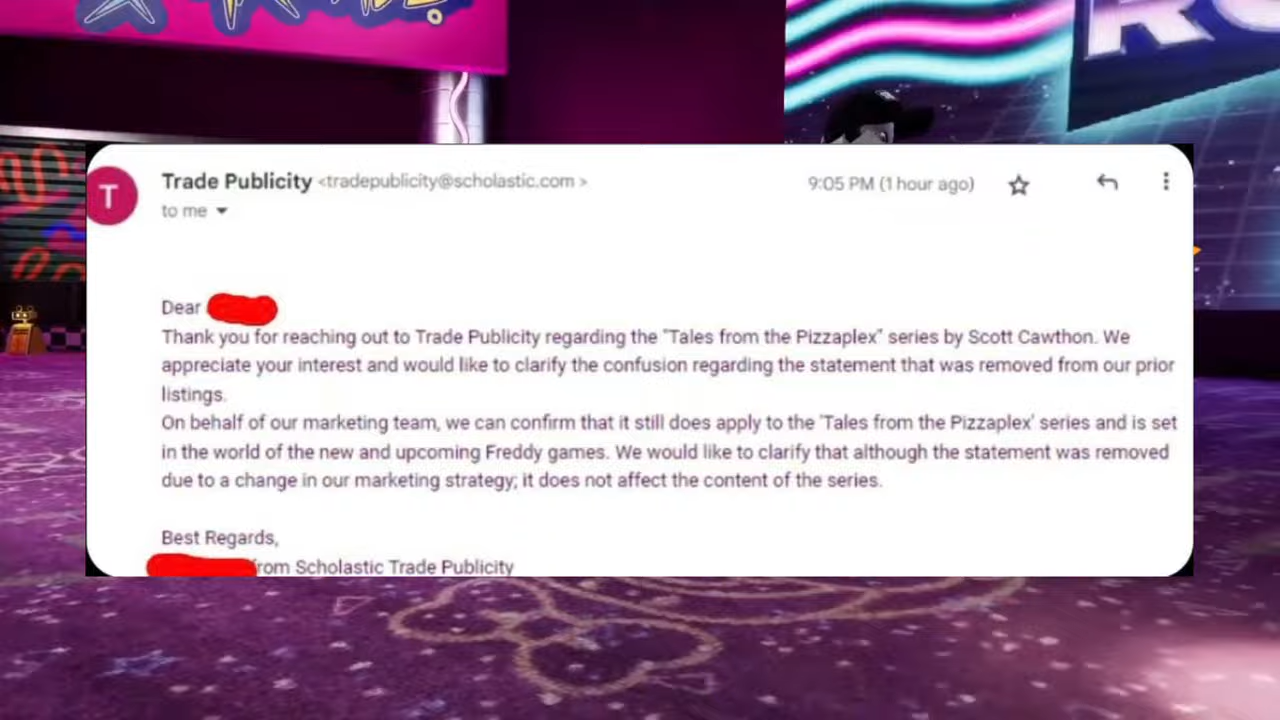 T
Trade Publicity <tradepublicity@scholastic.com >
9:05 PM (1 hour ago)
to me
Dear
Thank you for reaching out to Trade Publicity regarding the "Tales from the Pizzaplex" series by Scott Cawthon. We
appreciate your interest and would like to clarify the confusion regarding the statement that was removed from our prior
listings.
On behalf of our marketing team, we can confirm that it still does apply to the 'Tales from the Pizzaplex' series and is set
in the world of the new and upcoming Freddy games. We would like to clarify that although the statement was removed
due to a change in our marketing strategy; it does not affect the content of the series.
Best Regards,
from Scholastic Trade Publicity